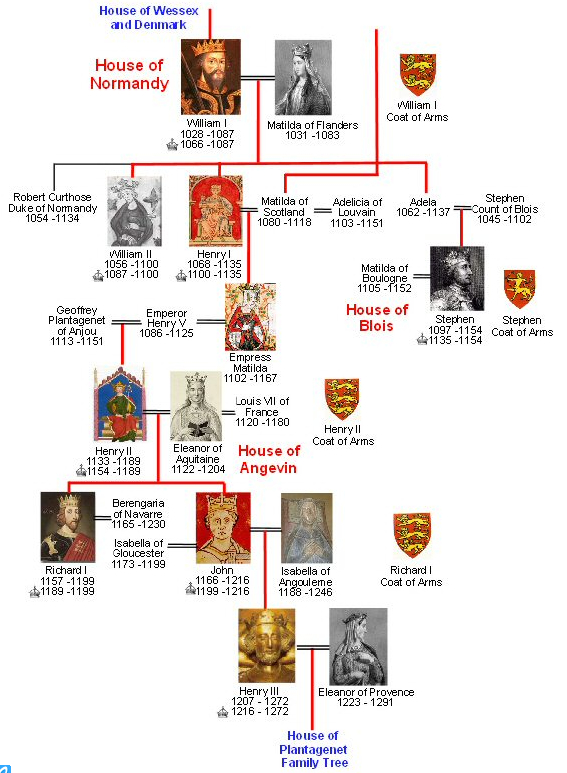 House of Wessex
and Denmark
House of
Normandy
William I
1028 -1087
1066 -1087
Matilda of Flanders
1031 -1083
William I
Coat of Arms
Robert Curthose
Duke of Normandy
1054 -1134
William II
1056 -1100
1087 -1100
Henry I
1068 -1135
1100 -1135
Matilda of
Scotland
1080 -1118
Adelicia of
Louvain
1103 -1151
Adela
1062 -1137
Stephen
Count of Blois
1045 -1102
Matilda of
Boulogne
1105 -1152
House of
Blois
Stephen
1097 -1154
1135 -1154
Stephen
Coat of Arms
Geoffrey
Plantagenet
of Anjou
1113 -1151
Emperor
Henry V
1086 -1125
Empress
Matilda
1102 -1167
Henry II
1133 -1189
1154 -1189
Eleanor of
Aquitaine
1122 -1204
Louis VII of
France
1120 -1180
Henry II
Coat of Arms
House of
Angevin
Richard I
1157 -1199
1189 -1199
Berengaria
of Navarre
1165 -1230
Isabella of
Gloucester
1173 -1199
John
1166 -1216
1199 -1216
Isabella of
Angouleme
1188 -1246
Richard I
Coat of Arms
Henry III
1207 - 1272
1216 - 1272
Eleanor of Provence
1223 - 1291
House of
Plantagenet
Family Tree